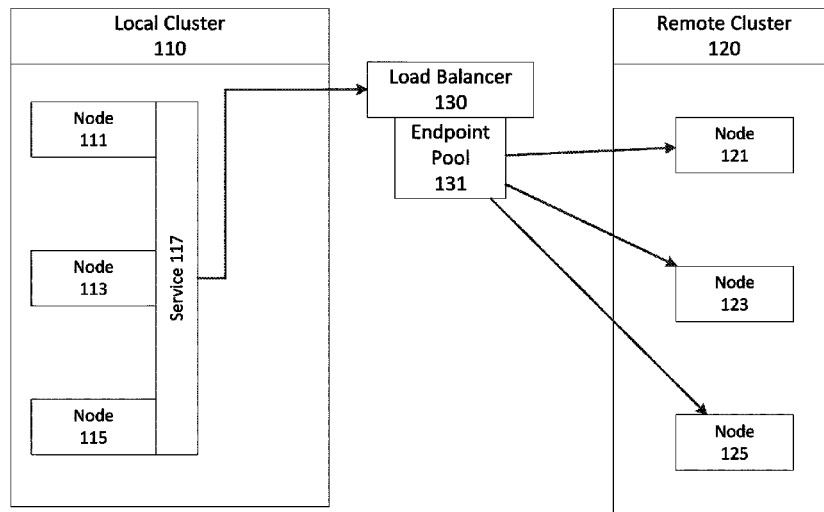 Local Cluster
110
Node
111
Node
113
Node
115
Service 117
Load Balancer
130
Endpoint
Pool
131
Remote Cluster
120
Node
121
Node
123
Node
125